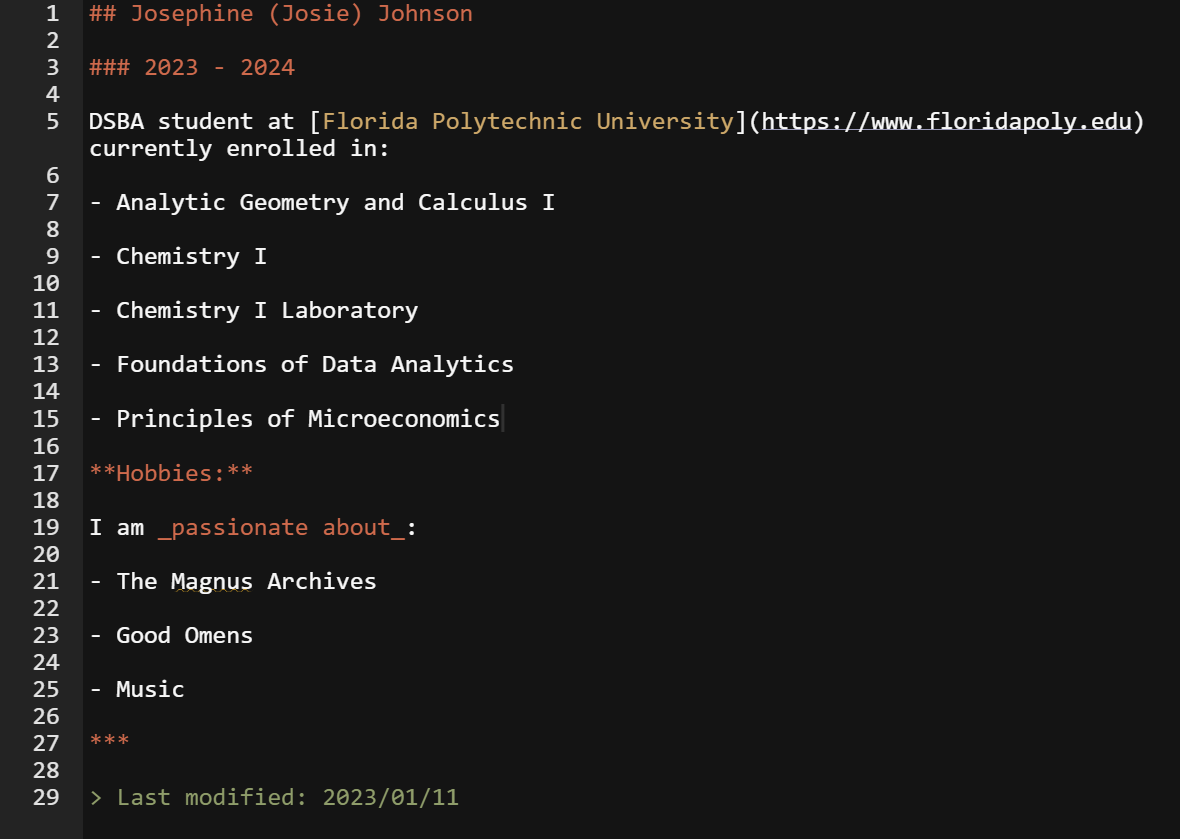 1 ## Josephine (Josie) Johnson
2
3 ### 2023 - 2024
4
5 DSBA student at [Florida Polytechnic University](https://www.floridapoly.edu)
currently enrolled in:
6
7 - Analytic Geometry and Calculus I
8
9 - Chemistry I
10
11 - Chemistry I Laboratory
12
13 - Foundations of Data Analytics
14
15 - Principles of Microeconomics
16
17 **Hobbies:**
18
19 I am _passionate about_:
20
21 - The Magnus Archives
22
23 - Good Omens
24
25 - Music
26
27 ***
28
29 > Last modified: 2023/01/11